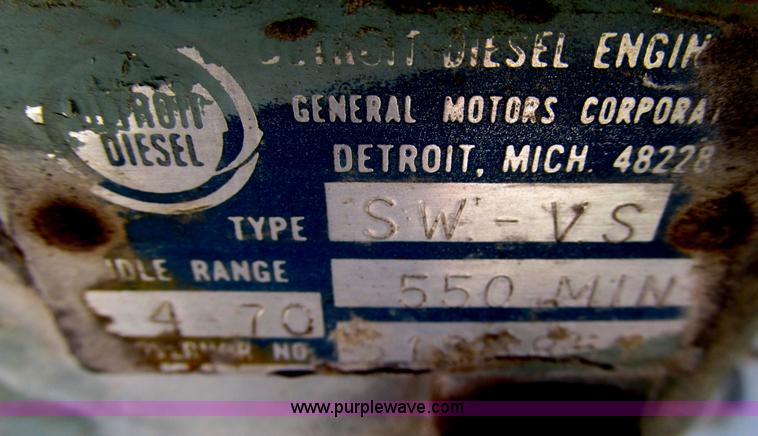 DETROIT DIESEL ENGIN
GENERAL MOTORS CORPORAT
DETROIT, MICH. 48228
DETROIT
DIESEL
TYPE SW-VS
IDLE RANGE 550 MIN
4 70
NO.
www.purplewave.com